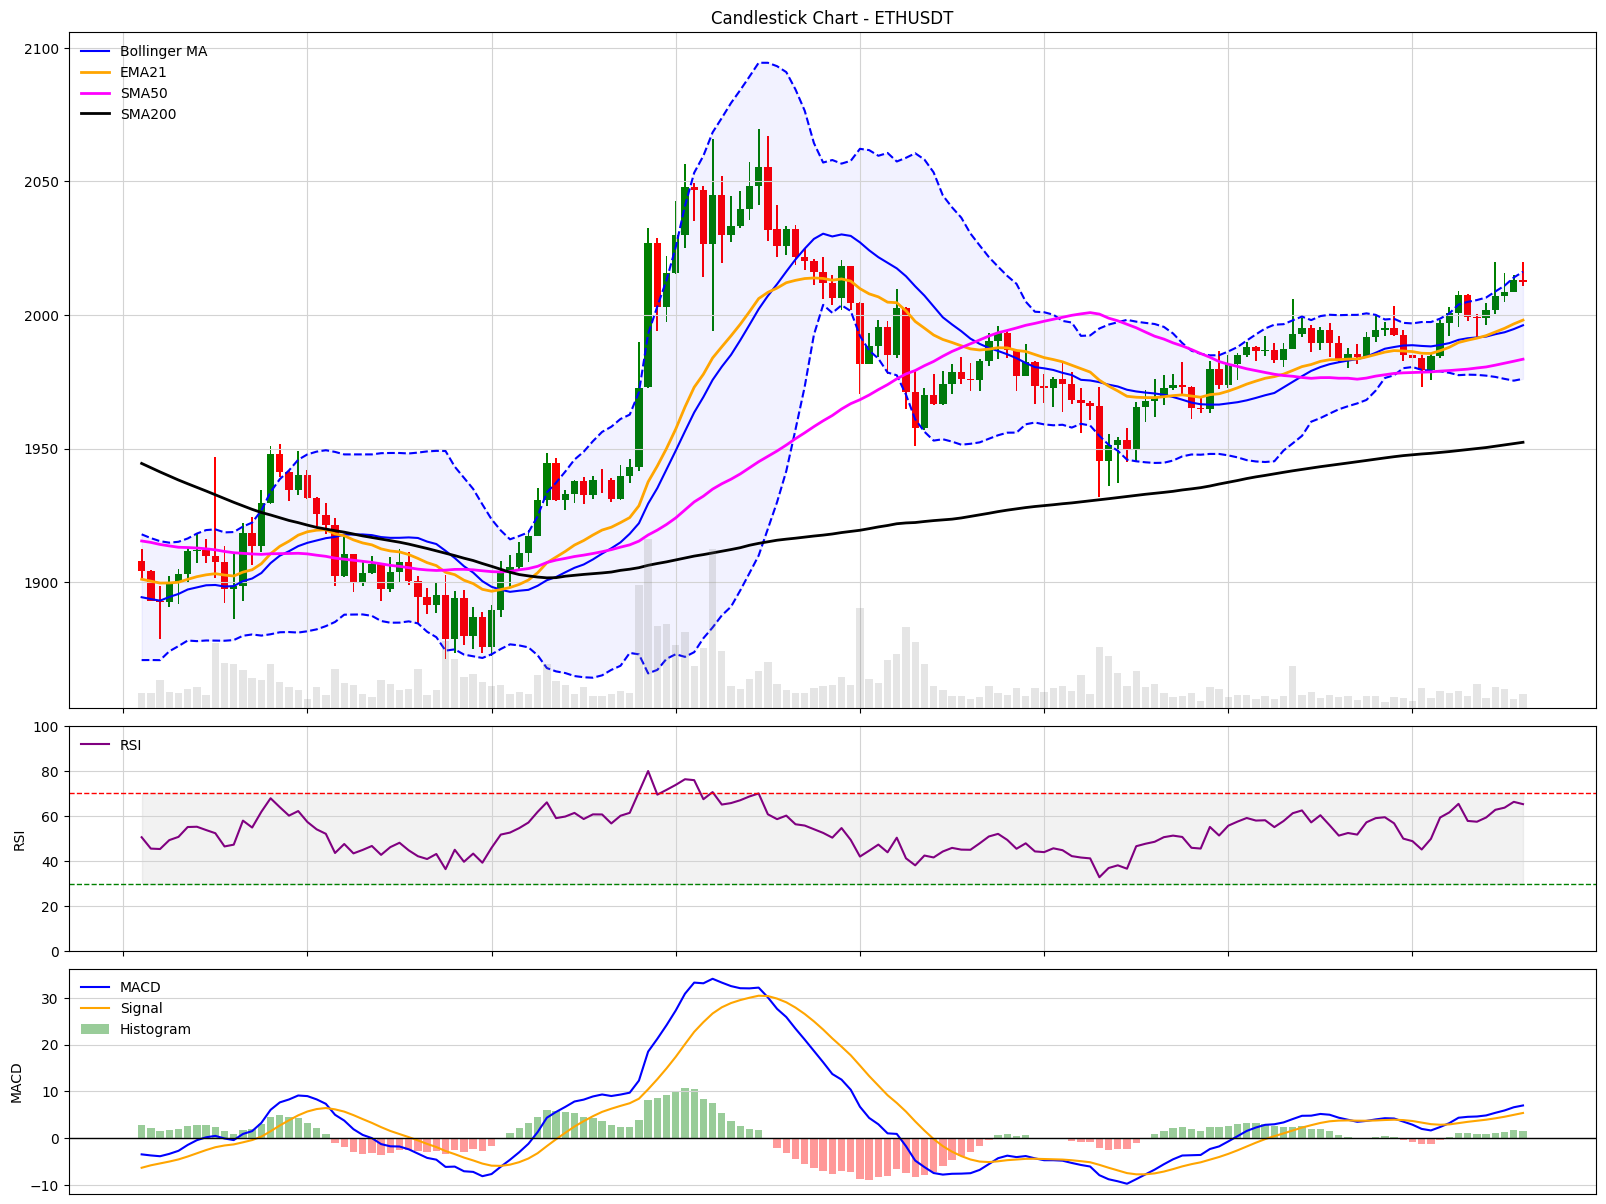 Candlestick Chart - ETHUSDT
2100
2050
2000
1950
1900
Bollinger MA
EMA21
SMA50
SMA200
100
80
60
40
20
0
RSI
RSI
30
20
10
0
−10
MACD
MACD
Signal
Histogram